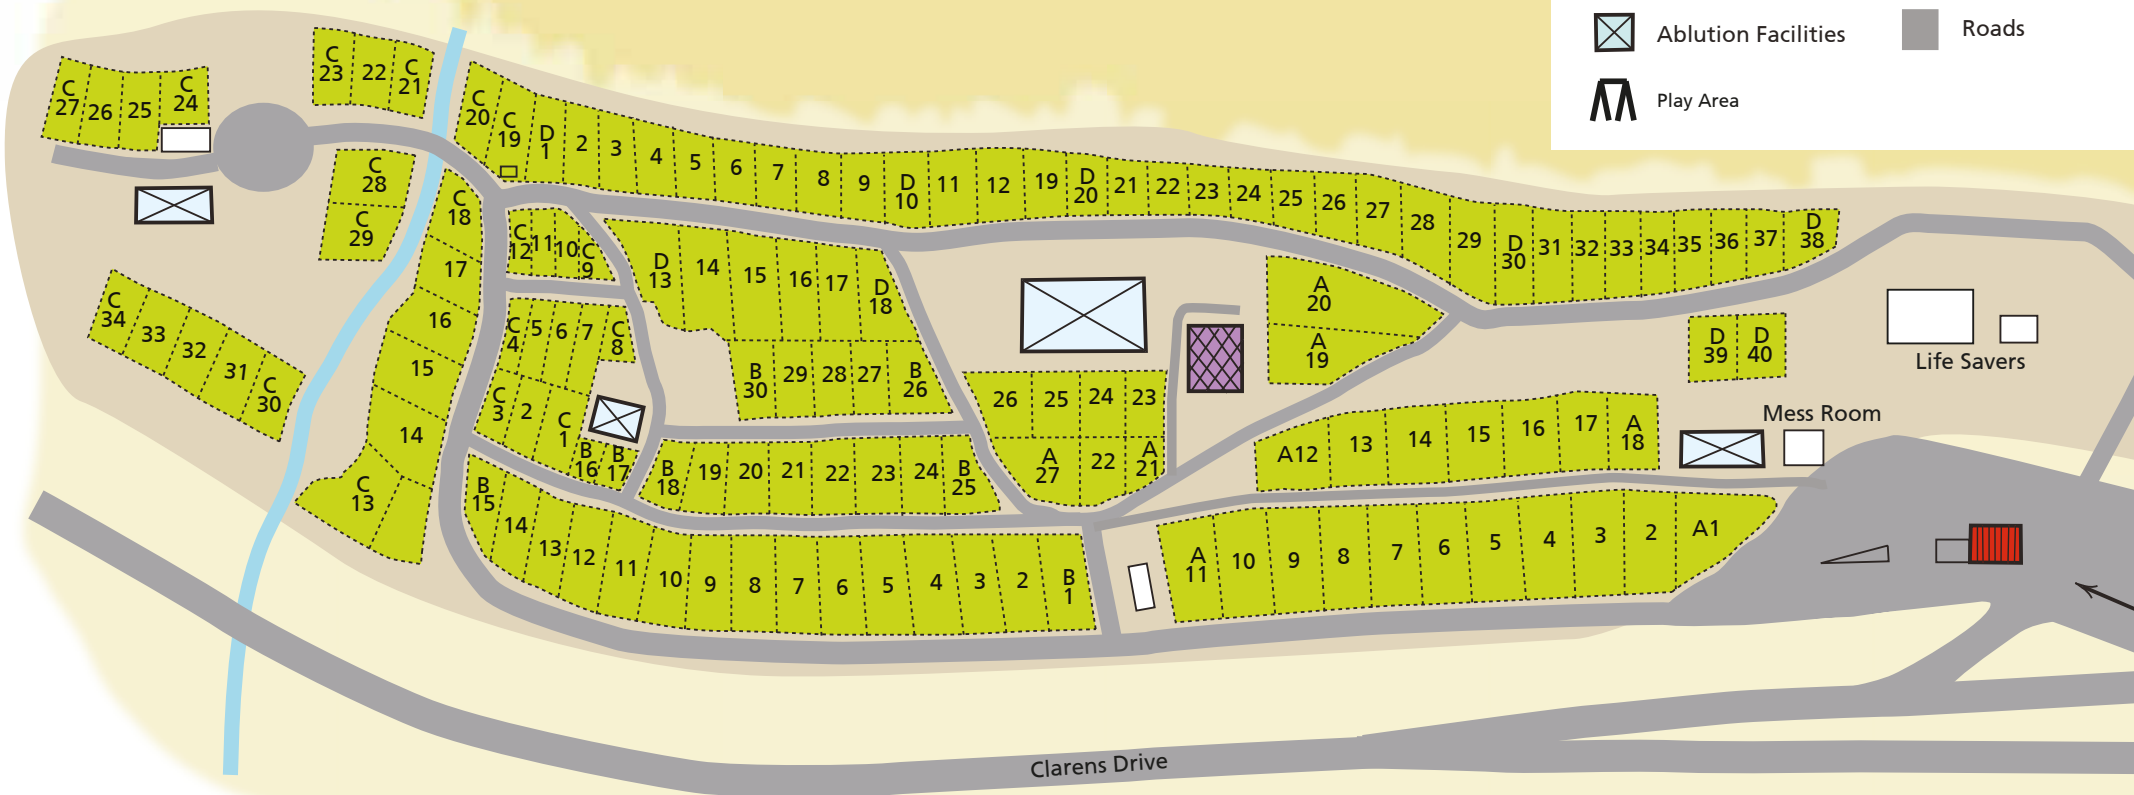 Ablution Facilities
Roads
Play Area
C 27
26
25
C 24
C 23
22
C 21
C 20
C 19
D 1
2
3
4
5
6
7
8
9
D 10
11
12
19
D 20
21
22
23
24
25
26
27
28
29
D 30
31
32
33
34
35
36
37
D 38
C 28
C 29
C 18
17
16
15
14
C 13
C 12
11
10
C 9
D 13
14
15
16
17
D 18
C 34
33
32
31
C 30
C 4
5
6
7
C 8
C 3
2
C 1
B 16
B 17
B 30
29
28
27
B 26
A 20
A 19
D 39
D 40
Life Savers
Mess Room
26
25
24
23
A 27
22
A 21
A12
13
14
15
16
17
A 18
B 18
19
20
21
22
23
24
B 25
B 15
14
13
12
11
10
9
8
7
6
5
4
3
2
B 1
A 11
10
9
8
7
6
5
4
3
2
A1
Clarens Drive